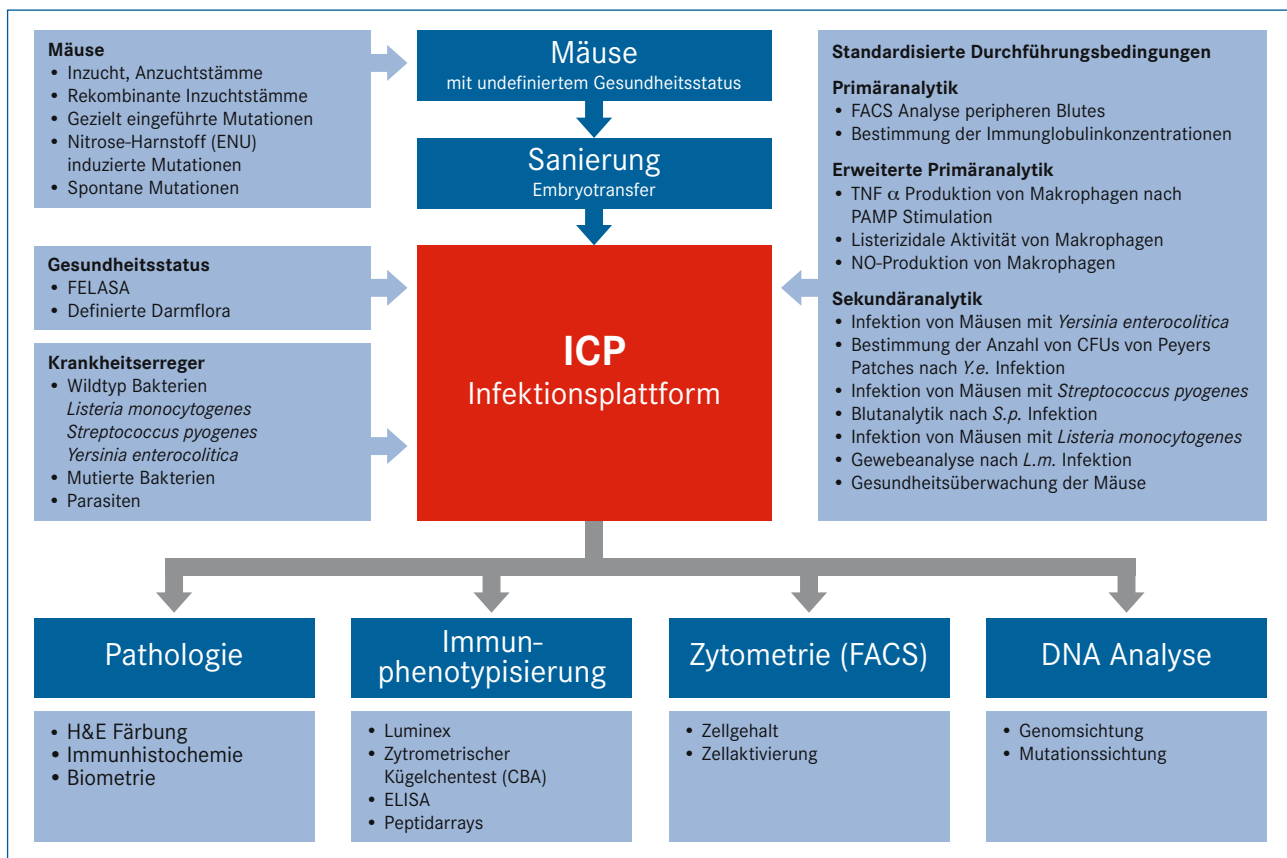 Mäuse
• Inzucht, Anzuchtstämme
• Rekombinante Inzuchtstämme
• Gezielt eingeführte Mutationen
• Nitrose-Harnstoff (ENU)
induzierte Mutationen
• Spontane Mutationen
Gesundheitsstatus
• FELASA
• Definierte Darmflora
Krankheitserreger
• Wildtyp Bakterien
Listeria monocytogenes
Streptococcus pyogenes
Yersinia enterocolitica
• Mutierte Bakterien
• Parasiten
Mäuse
mit undefiniertem Gesundheitsstatus
Sanierung
Embryotransfer
ICP
Infektionsplattform
Standardisierte Durchführungsbedingungen
Primäranalytik
• FACS Analyse peripheren Blutes
• Bestimmung der Immunglobulinkonzentrationen
Erweiterte Primäranalytik
• TNF α Produktion von Makrophagen nach
PAMP Stimulation
• Listerizidale Aktivität von Makrophagen
• NO-Produktion von Makrophagen
Sekundäranalytik
• Infektion von Mäusen mit Yersinia enterocolitica
• Bestimmung der Anzahl von CFUs von Peyers
Patches nach Y.e. Infektion
• Infektion von Mäusen mit Streptococcus pyogenes
• Blutanalytik nach S.p. Infektion
• Infektion von Mäusen mit Listeria monocytogenes
• Gewebeanalyse nach L.m. Infektion
• Gesundheitsüberwachung der Mäuse
Pathologie
• H&E Färbung
• Immunhistochemie
• Biometrie
Immun-
phenotypisierung
• Luminex
• Zytrometrischer
Kügelchentest (CBA)
• ELISA
• Peptidarrays
Zytometrie (FACS)
• Zellgehalt
• Zellaktivierung
DNA Analyse
• Genomsichtung
• Mutationssichtung